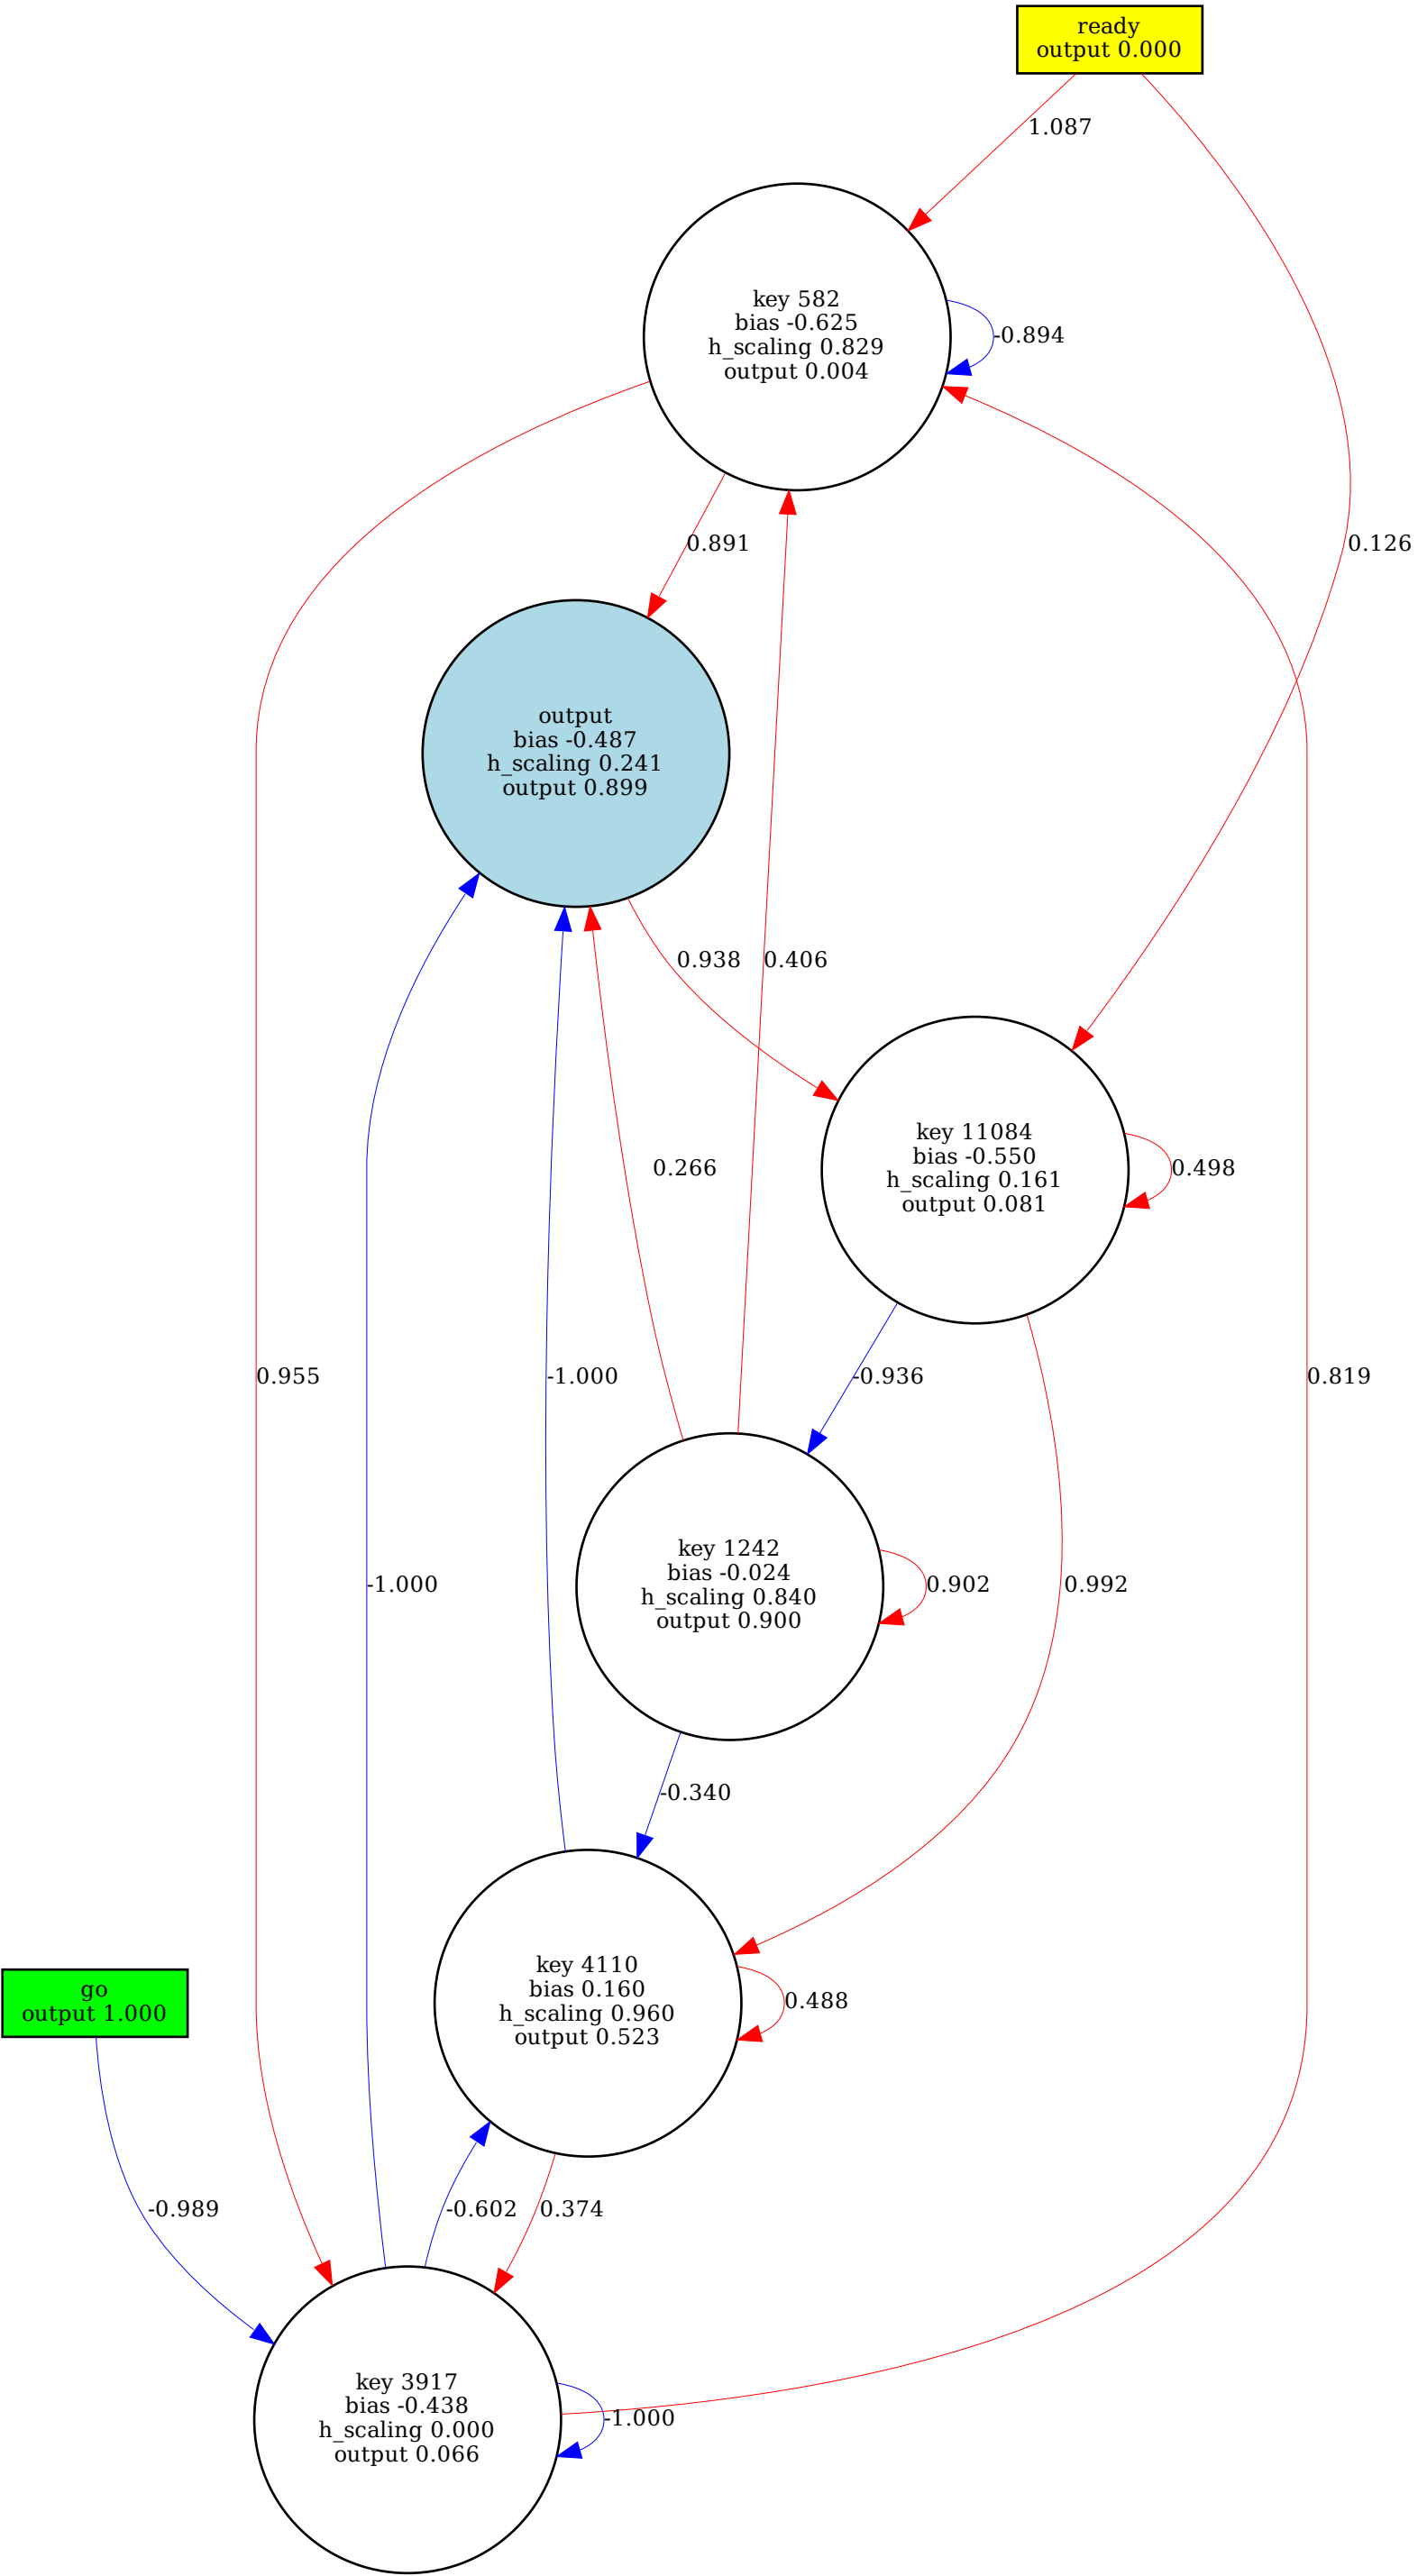 ready
output 0.000
1.087
key 582
bias -0.625
h_scaling 0.829
output 0.004
-0.894
0.891
0.126
output
bias -0.487
h_scaling 0.241
output 0.899
0.938
0.406
key 11084
bias -0.550
h_scaling 0.161
output 0.081
0.266
0.498
0.955
-1.000
-0.936
0.819
key 1242
bias -0.024
h_scaling 0.840
output 0.900
-1.000
0.902
0.992
-0.340
key 4110
bias 0.160
h_scaling 0.960
output 0.523
0.488
go
output 1.000
-0.989
-0.602
0.374
key 3917
bias -0.438
h_scaling 0.000
output 0.066
-1.000